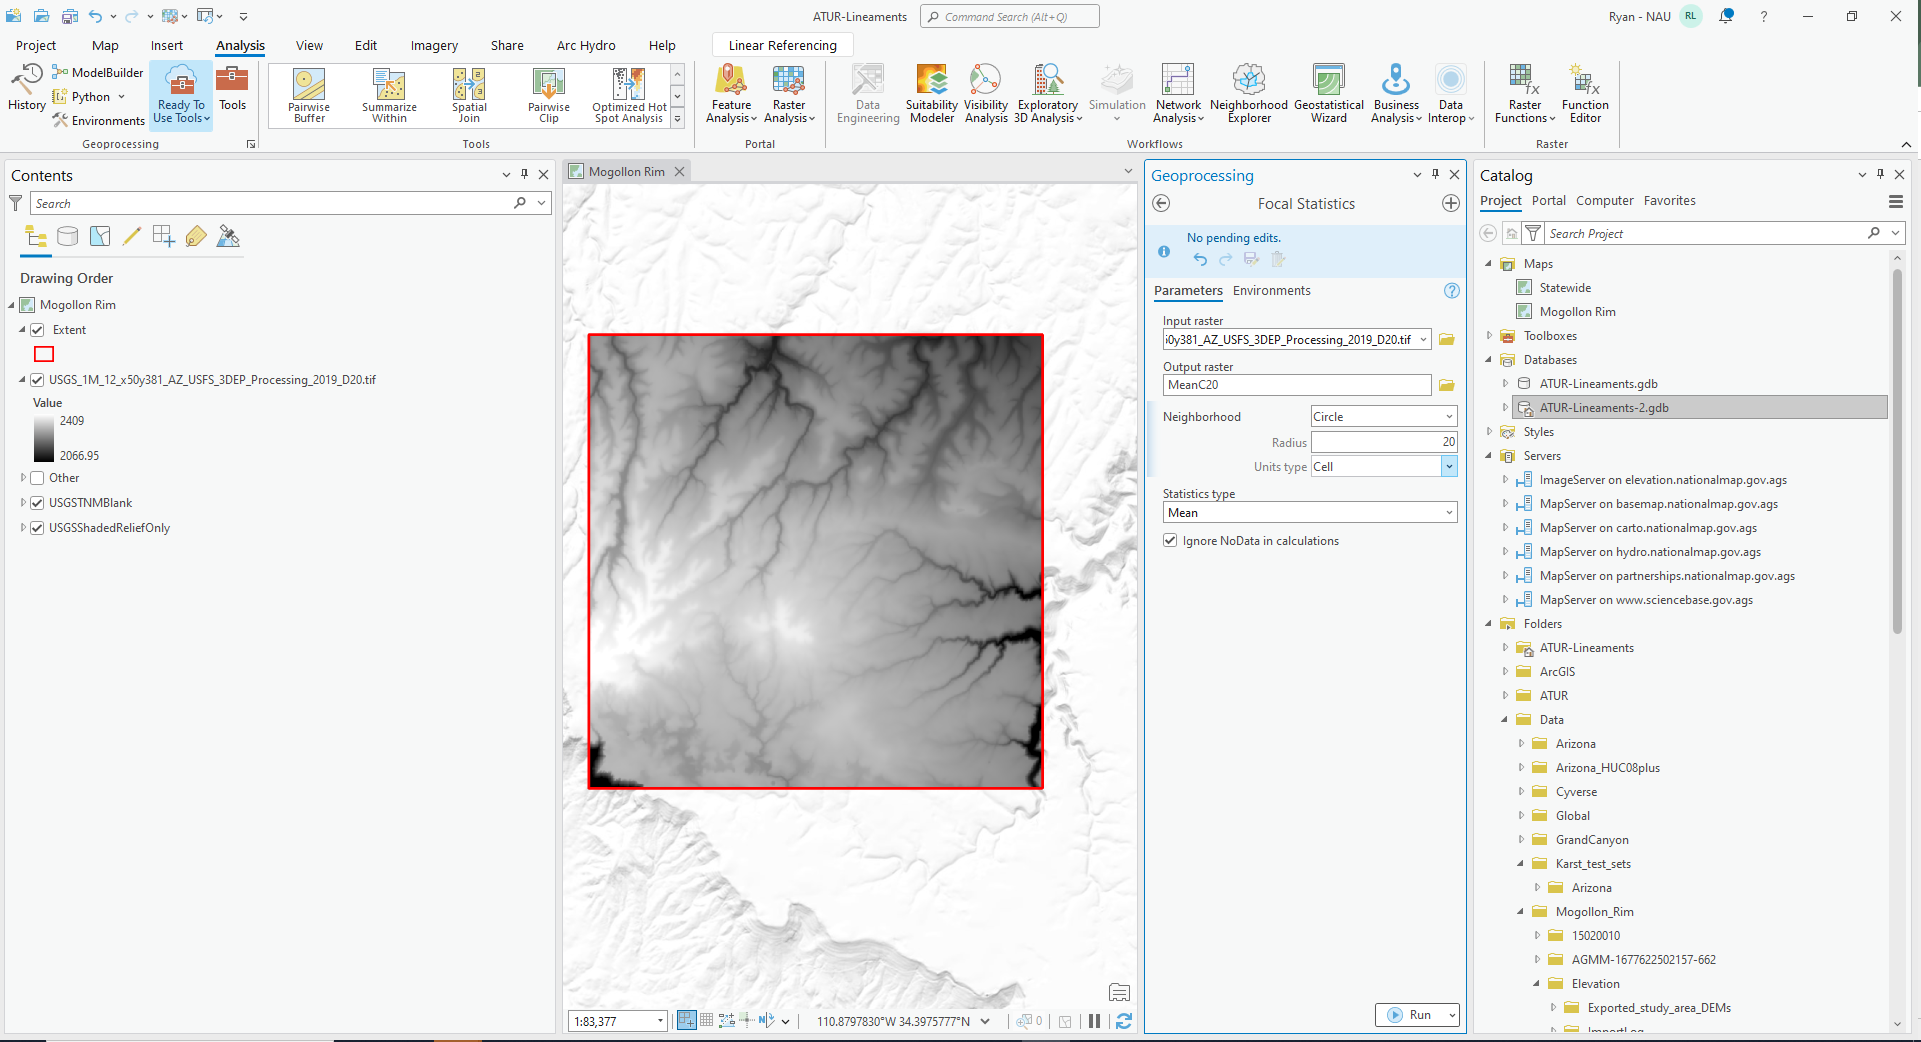 ATUR-Lineaments
Command Search (Alt+Q)
Ryan - NAU
RL
?
Project
Map
Insert
Analysis
View
Edit
Imagery
Share
Arc Hydro
Help
Linear Referencing
History
ModelBuilder
Python
Environments
Ready To
Use Tools
Tools
Pairwise
Buffer
Summarize
Within
Spatial
Join
Pairwise
Clip
Optimized Hot
Spot Analysis
Feature
Analysis
Raster
Analysis
Data
Engineering
Suitability
Modeler
Visibility
Analysis
Exploratory
3D Analysis
Simulation
Network
Analysis
Neighborhood
Explorer
Geostatistical
Wizard
Business
Analysis
Data
Interop
Raster
Functions
Function
Editor
Geoprocessing
Tools
Portal
Workflows
Raster
Contents
Search
Drawing Order
Mogollon Rim
Extent
USGS_1M_12_x50y381_AZ_USFS_3DEP_Processing_2019_D20.tif
Value
2409
2066.95
Other
USGSTNMBlank
USGSShadedReliefOnly
Mogollon Rim
1:83,377
110.8797830°W 34.3975777°N
0
Geoprocessing
Focal Statistics
No pending edits.
Parameters
Environments
?
Input raster
i0y381_AZ_USFS_3DEP_Processing_2019_D20.tif
Output raster
MeanC20
Neighborhood
Circle
Radius
20
Units type
Cell
Statistics type
Mean
Ignore NoData in calculations
Run
Catalog
Project
Portal
Computer
Favorites
Search Project
Maps
Statewide
Mogollon Rim
Toolboxes
Databases
ATUR-Lineaments.gdb
ATUR-Lineaments-2.gdb
Styles
Servers
ImageServer on elevation.nationalmap.gov.ags
MapServer on basemap.nationalmap.gov.ags
MapServer on carto.nationalmap.gov.ags
MapServer on hydro.nationalmap.gov.ags
MapServer on partnerships.nationalmap.gov.ags
MapServer on www.sciencebase.gov.ags
Folders
ATUR-Lineaments
ArcGIS
ATUR
Data
Arizona
Arizona_HUC08plus
Cyverse
Global
GrandCanyon
Karst_test_sets
Arizona
Mogollon_Rim
15020010
AGMM-1677622502157-662
Elevation
Exported_study_area_DEMs
ImportLog